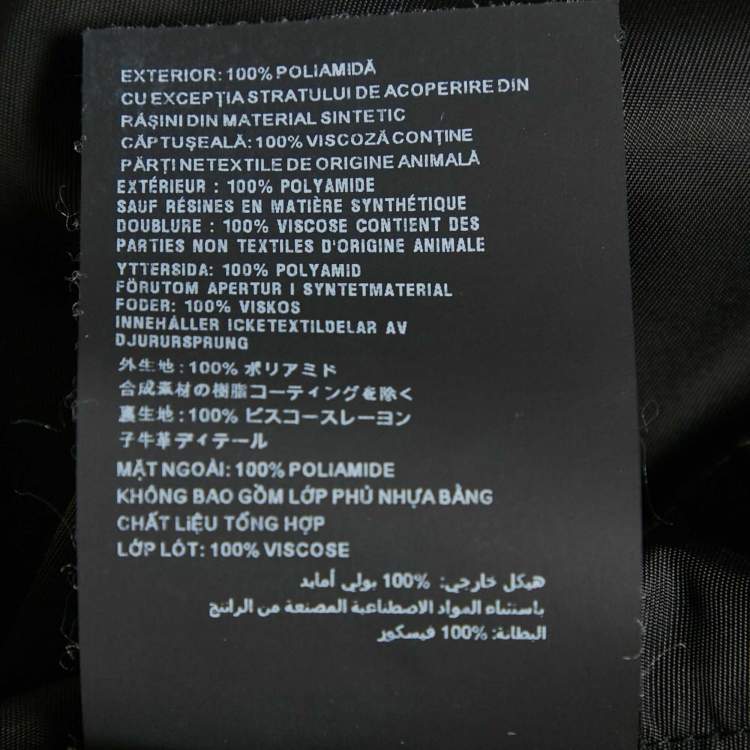 EXTERIOR: 100% POLIAMIDĂ
CU EXCEPȚIA STRATULUI DE ACOPERIRE DIN
RĂȘINI DIN MATERIAL SINTETIC
CĂPTUȘEALĂ: 100% VISCOZĂ CONȚINE
PĂRȚI NETEXTILE DE ORIGINE ANIMALĂ
EXTÉRIEUR : 100% POLYAMIDE
SAUF RÉSINES EN MATIÈRE SYNTHÉTIQUE
DOUBLURE : 100% VISCOSE CONTIENT DES
PARTIES NON TEXTILES D'ORIGINE ANIMALE
YTTERSIDA: 100% POLYAMID
FÖRUTOM APERTUR I SYNTETMATERIAL
FODER: 100% VISKOS
INNEHÅLLER ICKETEXTILDELAR AV
DJURURSPRUNG
外生地 : 100% ポリアミド
合成素材の樹脂コーティングを除く
裏生地 : 100% ビスコースレーヨン
子牛革ディテール
MẶT NGOÀI: 100% POLIAMIDE
KHÔNG BAO GỒM LỚP PHỦ NHỰA BẰNG
CHẤT LIỆU TỔNG HỢP
LỚP LÓT: 100% VISCOSE
هيكل خارجي: %100 بولي أمايد
باستثناء المواد الاصطناعية المصنعة من الراتنج
البطانة: %100 فيسكوز